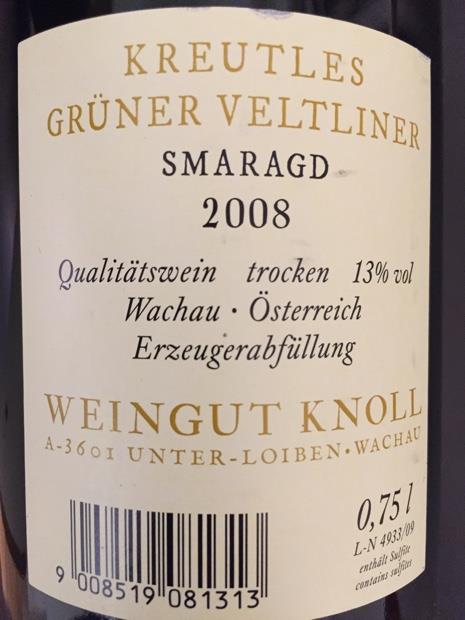 KREUTLES
GRÜNER VELTLINER
SMARAGD
2008
Qualitätswein trocken 13% vol
Wachau · Österreich
Erzeugerabfüllung
WEINGUT KNOLL
A-3601 UNTER-LOIBEN · WACHAU
0,75 l
L-N 4933/09
enthält Sulfite
contains sulfites
9 008519 081313